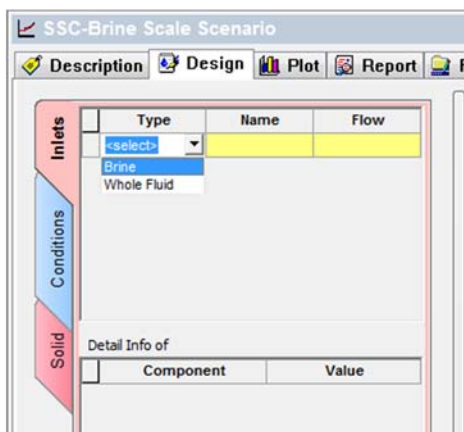 SSC-Brine Scale Scenario
Description Design Plot Report
Inlets
Conditions
Solid
Type Name Flow
<select>
Brine
Whole Fluid
Detail Info of
Component Value